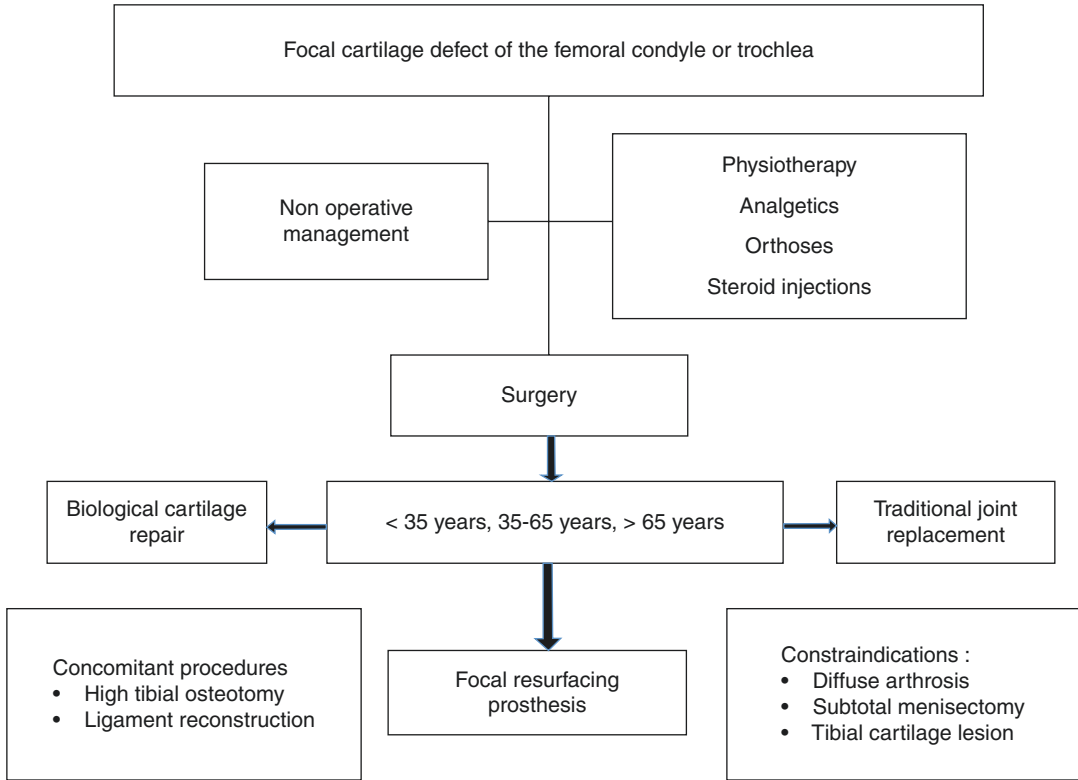 Focal cartilage defect of the femoral condyle or trochlea
Non operative
management
Physiotherapy
Analgetics
Orthoses
Steroid injections
Surgery
Biological cartilage
repair
< 35 years, 35-65 years, > 65 years
Traditional joint
replacement
Concomitant procedures
• High tibial osteotomy
• Ligament reconstruction
Focal resurfacing
prosthesis
Constraindications :
• Diffuse arthrosis
• Subtotal menisectomy
• Tibial cartilage lesion